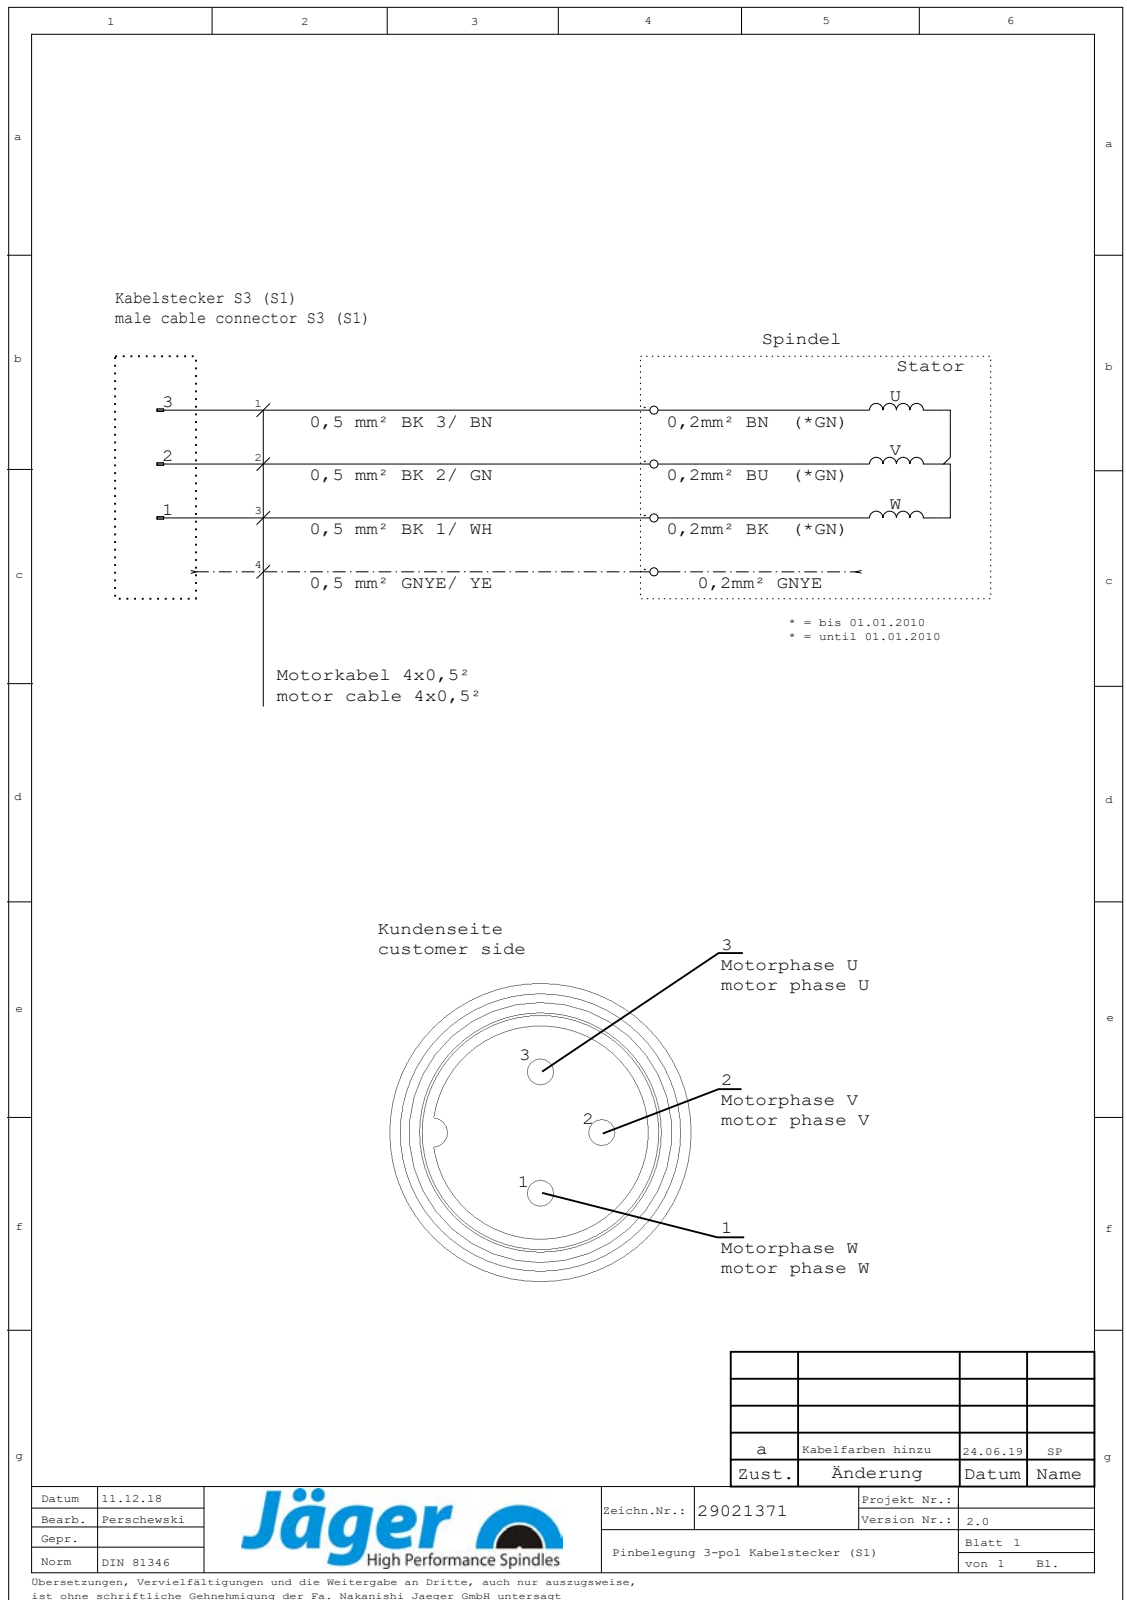 1 2 3 4 5 6
a a
Kabelstecker S3 (S1)
male cable connector S3 (S1)
b b
Spindel
Stator
3 1 0,5 mm² BK 3/ BN 0,2mm² BN (*GN) U
2 2 0,5 mm² BK 2/ GN 0,2mm² BU (*GN) V
1 3 0,5 mm² BK 1/ WH 0,2mm² BK (*GN) W
c c
4 0,5 mm² GNYE/ YE 0,2mm² GNYE
* = bis 01.01.2010
* = until 01.01.2010
Motorkabel 4x0,5²
motor cable 4x0,5²
d d
Kundenseite
customer side
3
Motorphase U
motor phase U
e e
3
2
Motorphase V
motor phase V
2
1
f f
1
Motorphase W
motor phase W
g g
a Kabelfarben hinzu 24.06.19 SP
Zust. Änderung Datum Name
Datum 11.12.18
Bearb. Perschewski
Gepr.
Norm DIN 81346
Jäger
High Performance Spindles
Zeichn.Nr.: 29021371
Projekt Nr.:
Version Nr.: 2.0
Pinbelegung 3-pol Kabelstecker (S1)
Blatt 1
von 1 Bl.
Übersetzungen, Vervielfältigungen und die Weitergabe an Dritte, auch nur auszugsweise,
ist ohne schriftliche Gehnehmigung der Fa. Nakanishi Jaeger GmbH untersagt